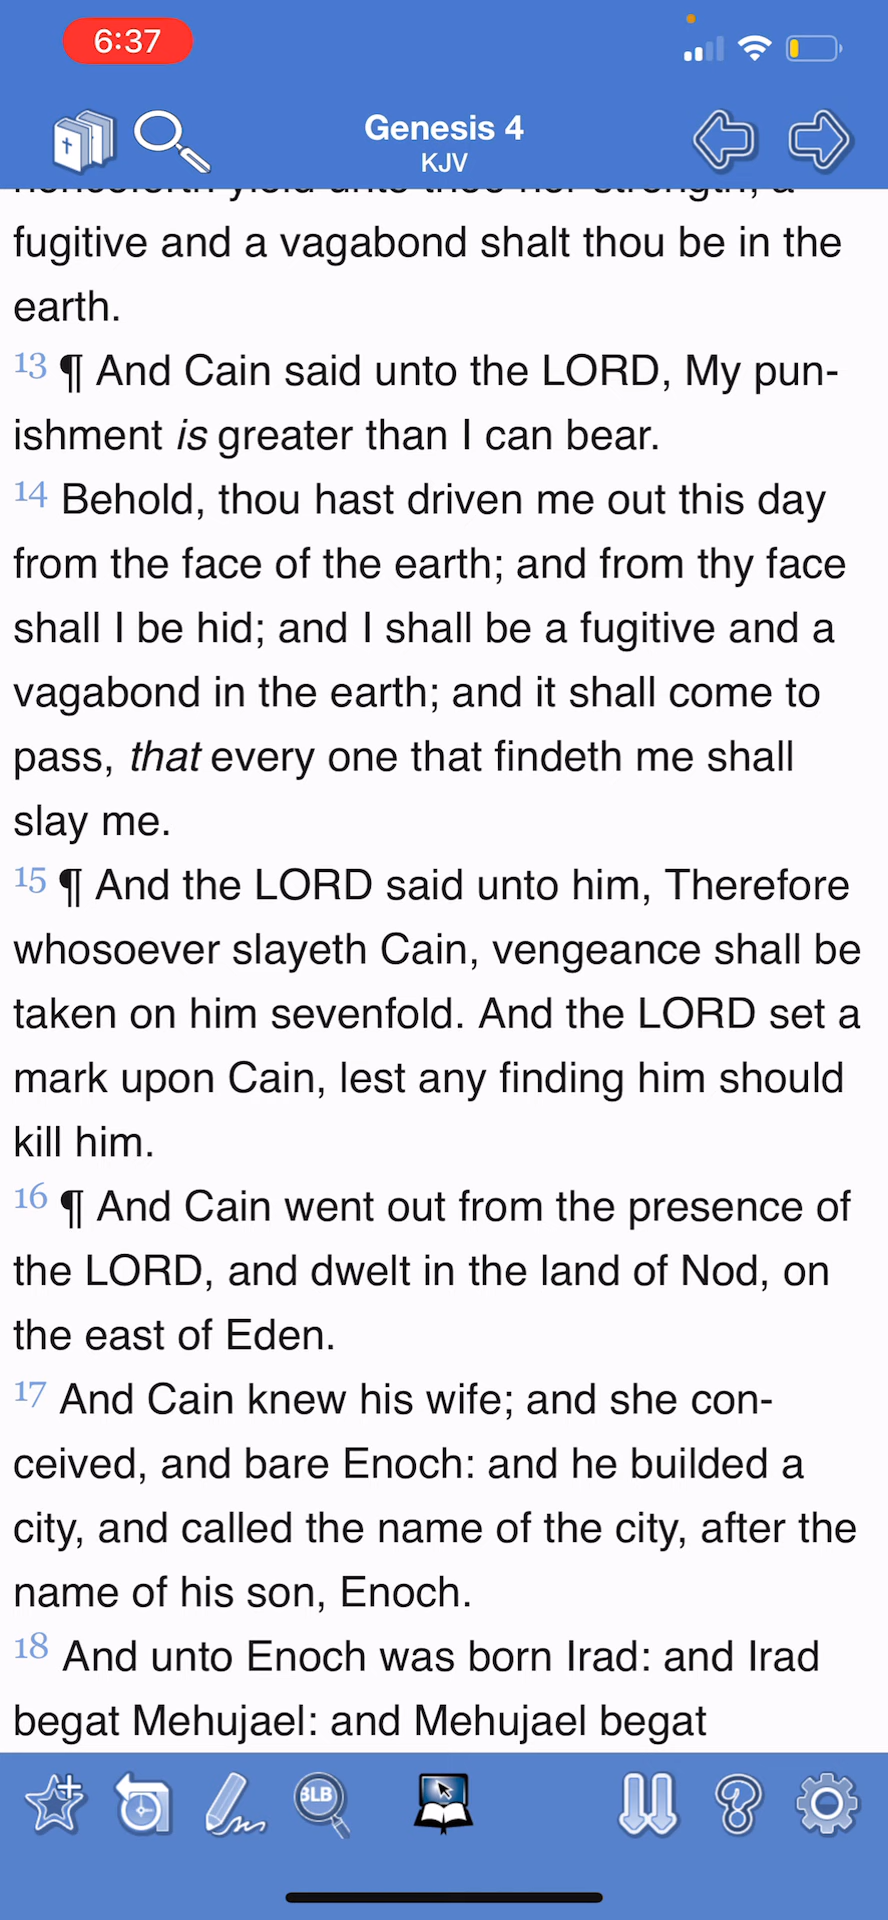 6:37
Genesis 4
KJV
henceforth yield unto thee her strength; a
fugitive and a vagabond shalt thou be in the
earth.
13 ¶ And Cain said unto the LORD, My pun-
ishment is greater than I can bear.
14 Behold, thou hast driven me out this day
from the face of the earth; and from thy face
shall I be hid; and I shall be a fugitive and a
vagabond in the earth; and it shall come to
pass, that every one that findeth me shall
slay me.
15 ¶ And the LORD said unto him, Therefore
whosoever slayeth Cain, vengeance shall be
taken on him sevenfold. And the LORD set a
mark upon Cain, lest any finding him should
kill him.
16 ¶ And Cain went out from the presence of
the LORD, and dwelt in the land of Nod, on
the east of Eden.
17 And Cain knew his wife; and she con-
ceived, and bare Enoch: and he builded a
city, and called the name of the city, after the
name of his son, Enoch.
18 And unto Enoch was born Irad: and Irad
begat Mehujael: and Mehujael begat
BLB